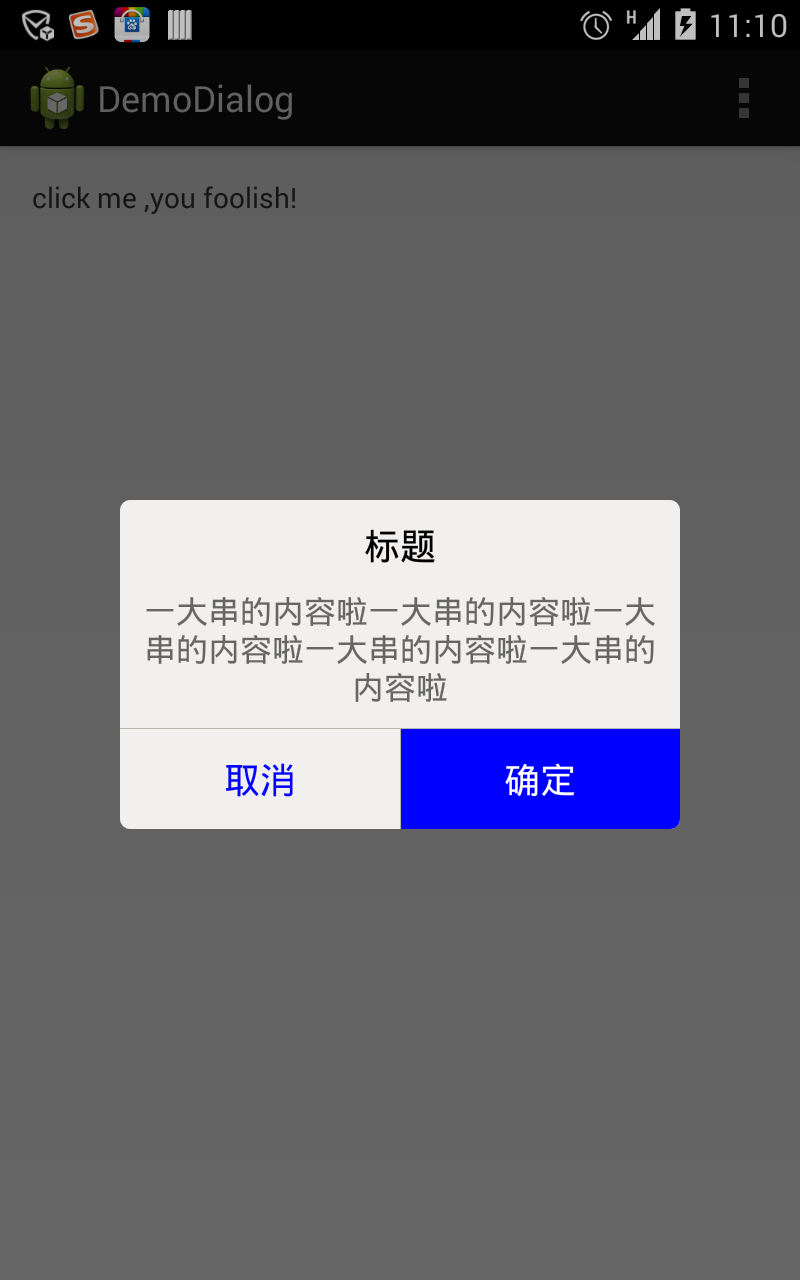 H 11:10
DemoDialog
click me ,you foolish!
标题
一大串的内容啦一大串的内容啦一大
串的内容啦一大串的内容啦一大串的
内容啦
取消 确定